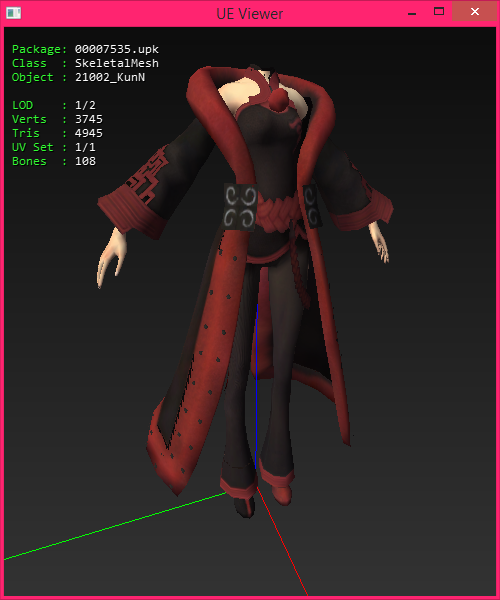 UE Viewer
Package: 00007535.upk
Class : SkeletalMesh
Object : 21002_KunN
LOD : 1/2
Verts : 3745
Tris : 4945
UV Set : 1/1
Bones : 108